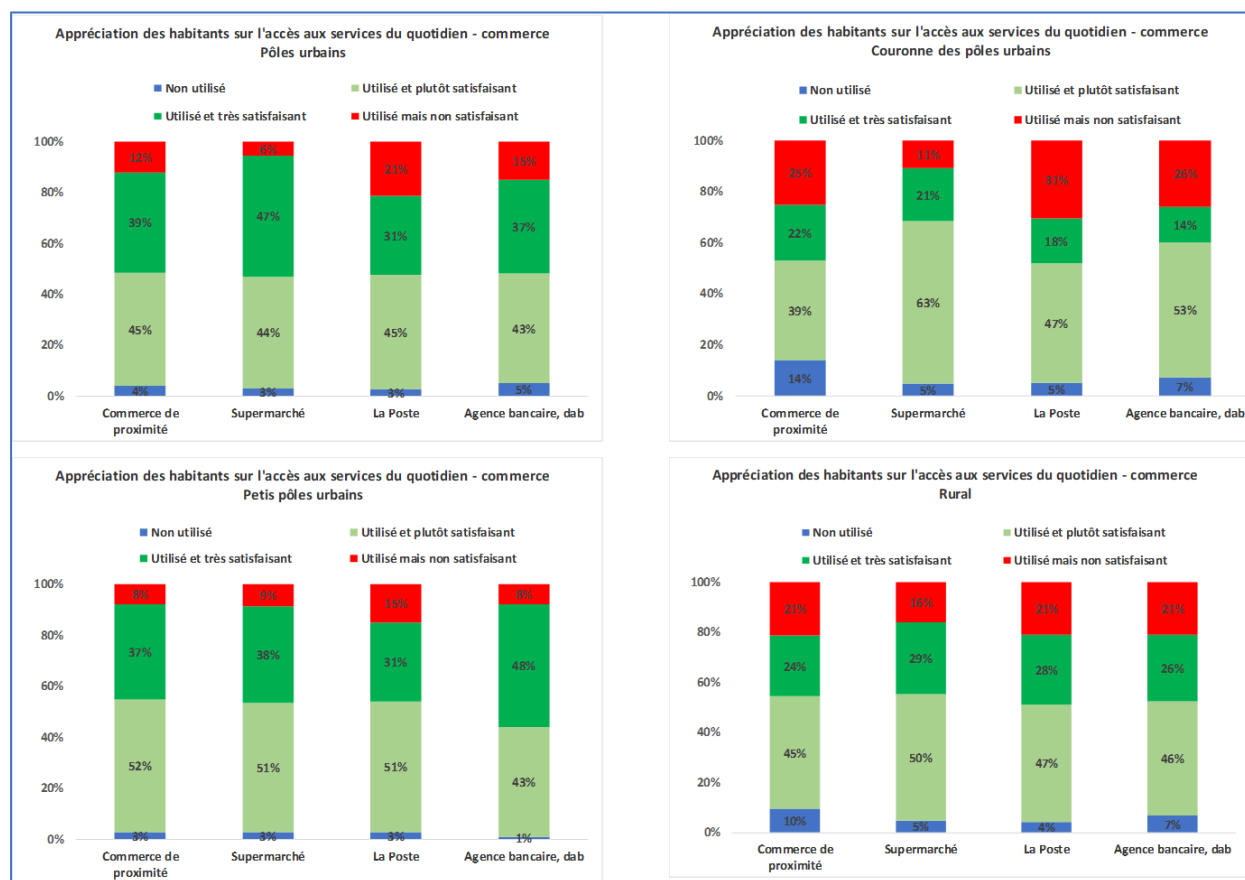 Appréciation des habitants sur l'accès aux services du quotidien - commerce
Pôles urbains
Non utilisé
Utilisé et plutôt satisfaisant
Utilisé et très satisfaisant
Utilisé mais non satisfaisant
100%
80%
60%
40%
20%
0%
12%
6%
21%
15%
39%
47%
31%
37%
45%
44%
45%
43%
4%
3%
3%
5%
Commerce de
proximité
Supermarché
La Poste
Agence bancaire, dab
Appréciation des habitants sur l'accès aux services du quotidien - commerce
Couronne des pôles urbains
Non utilisé
Utilisé et plutôt satisfaisant
Utilisé et très satisfaisant
Utilisé mais non satisfaisant
100%
80%
60%
40%
20%
0%
25%
11%
31%
26%
22%
21%
18%
14%
39%
63%
47%
53%
14%
5%
5%
7%
Commerce de
proximité
Supermarché
La Poste
Agence bancaire, dab
Appréciation des habitants sur l'accès aux services du quotidien - commerce
Petis pôles urbains
Non utilisé
Utilisé et plutôt satisfaisant
Utilisé et très satisfaisant
Utilisé mais non satisfaisant
100%
80%
60%
40%
20%
0%
8%
9%
15%
8%
37%
38%
31%
48%
52%
51%
51%
43%
3%
3%
3%
1%
Commerce de
proximité
Supermarché
La Poste
Agence bancaire, dab
Appréciation des habitants sur l'accès aux services du quotidien - commerce
Rural
Non utilisé
Utilisé et plutôt satisfaisant
Utilisé et très satisfaisant
Utilisé mais non satisfaisant
100%
80%
60%
40%
20%
0%
21%
16%
21%
21%
24%
29%
28%
26%
45%
50%
47%
46%
10%
5%
4%
7%
Commerce de
proximité
Supermarché
La Poste
Agence bancaire, dab